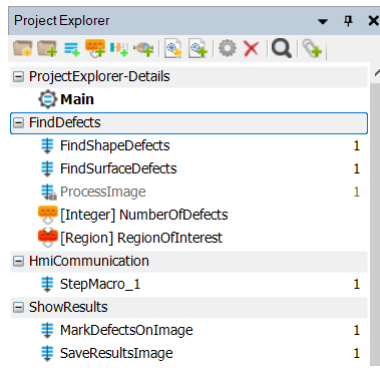 Project Explorer
ProjectExplorer-Details
Main
FindDefects
FindShapeDefects 1
FindSurfaceDefects 1
ProcessImage 1
[Integer] NumberOfDefects
[Region] RegionOfInterest
HmiCommunication
StepMacro_1 1
ShowResults
MarkDefectsOnImage 1
SaveResultsImage 1